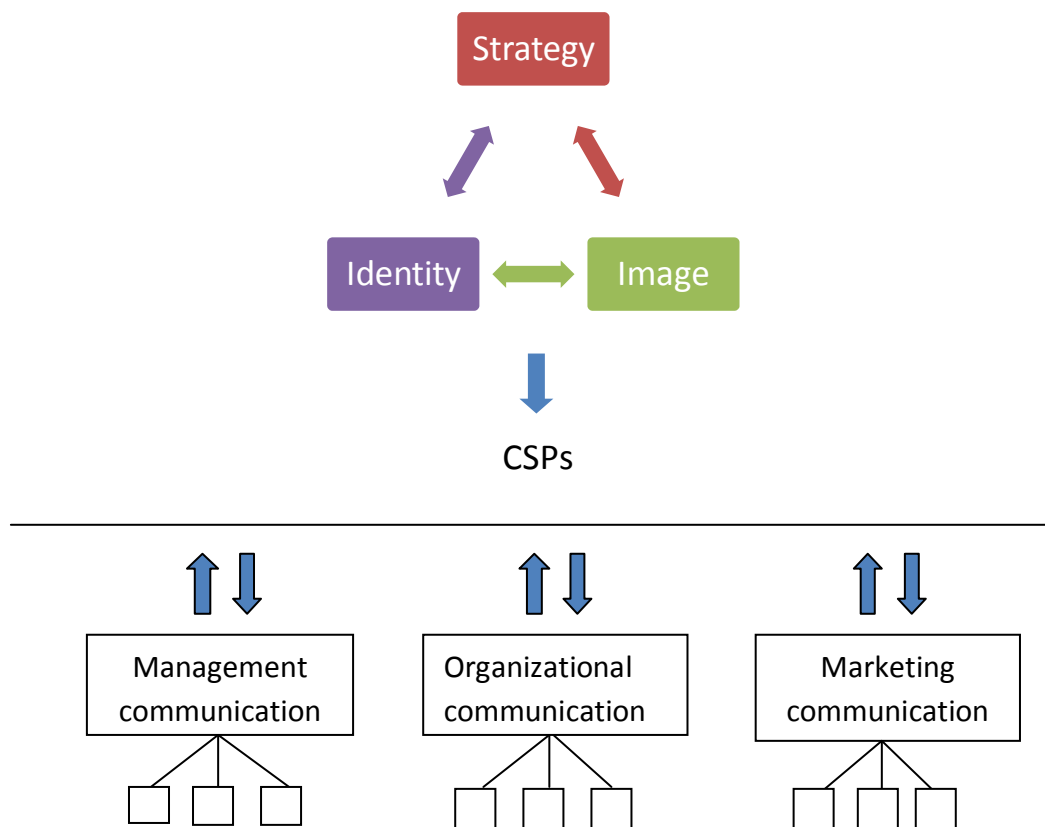 Strategy
Identity
Image
CSPs
Management
communication
Organizational
communication
Marketing
communication